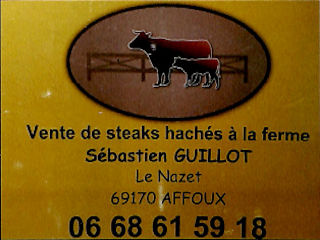 Vente de steaks hachés à la ferme
Sébastien GUILLOT
Le Nazet
69170 AFFOUX
06 68 61 59 18